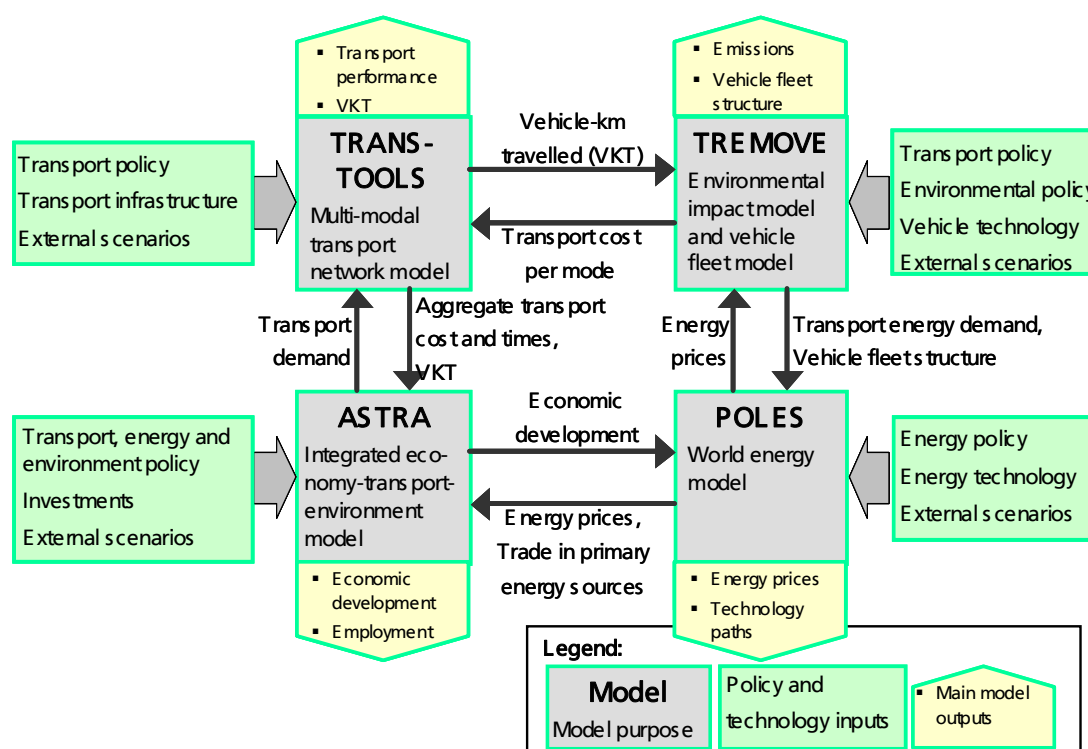 ▪ Transport
performance
▪ VKT
▪ Emissions
▪ Vehicle fleet
structure
Transport policy
Transport infrastructure
External scenarios
TRANS-
TOOLS
Multi-modal
transport
network model
Vehicle-km
travelled (VKT)
Transport cost
per mode
TREMOVE
Environmental
impact model
and vehicle
fleet model
Transport policy
Environmental policy
Vehicle technology
External scenarios
Transport
demand
Aggregate transport
cost and times,
VKT
Energy
prices
Transport energy demand,
Vehicle fleet structure
Transport, energy and
environment policy
Investments
External scenarios
ASTRA
Integrated eco-
nomy-transport-
environment
model
Economic
development
Energy prices,
Trade in primary
energy sources
POLES
World energy
model
Energy policy
Energy technology
External scenarios
▪ Economic
development
▪ Employment
▪ Energy prices
▪ Technology
paths
Legend:
Model
Model purpose
Policy and
technology inputs
▪ Main model
outputs